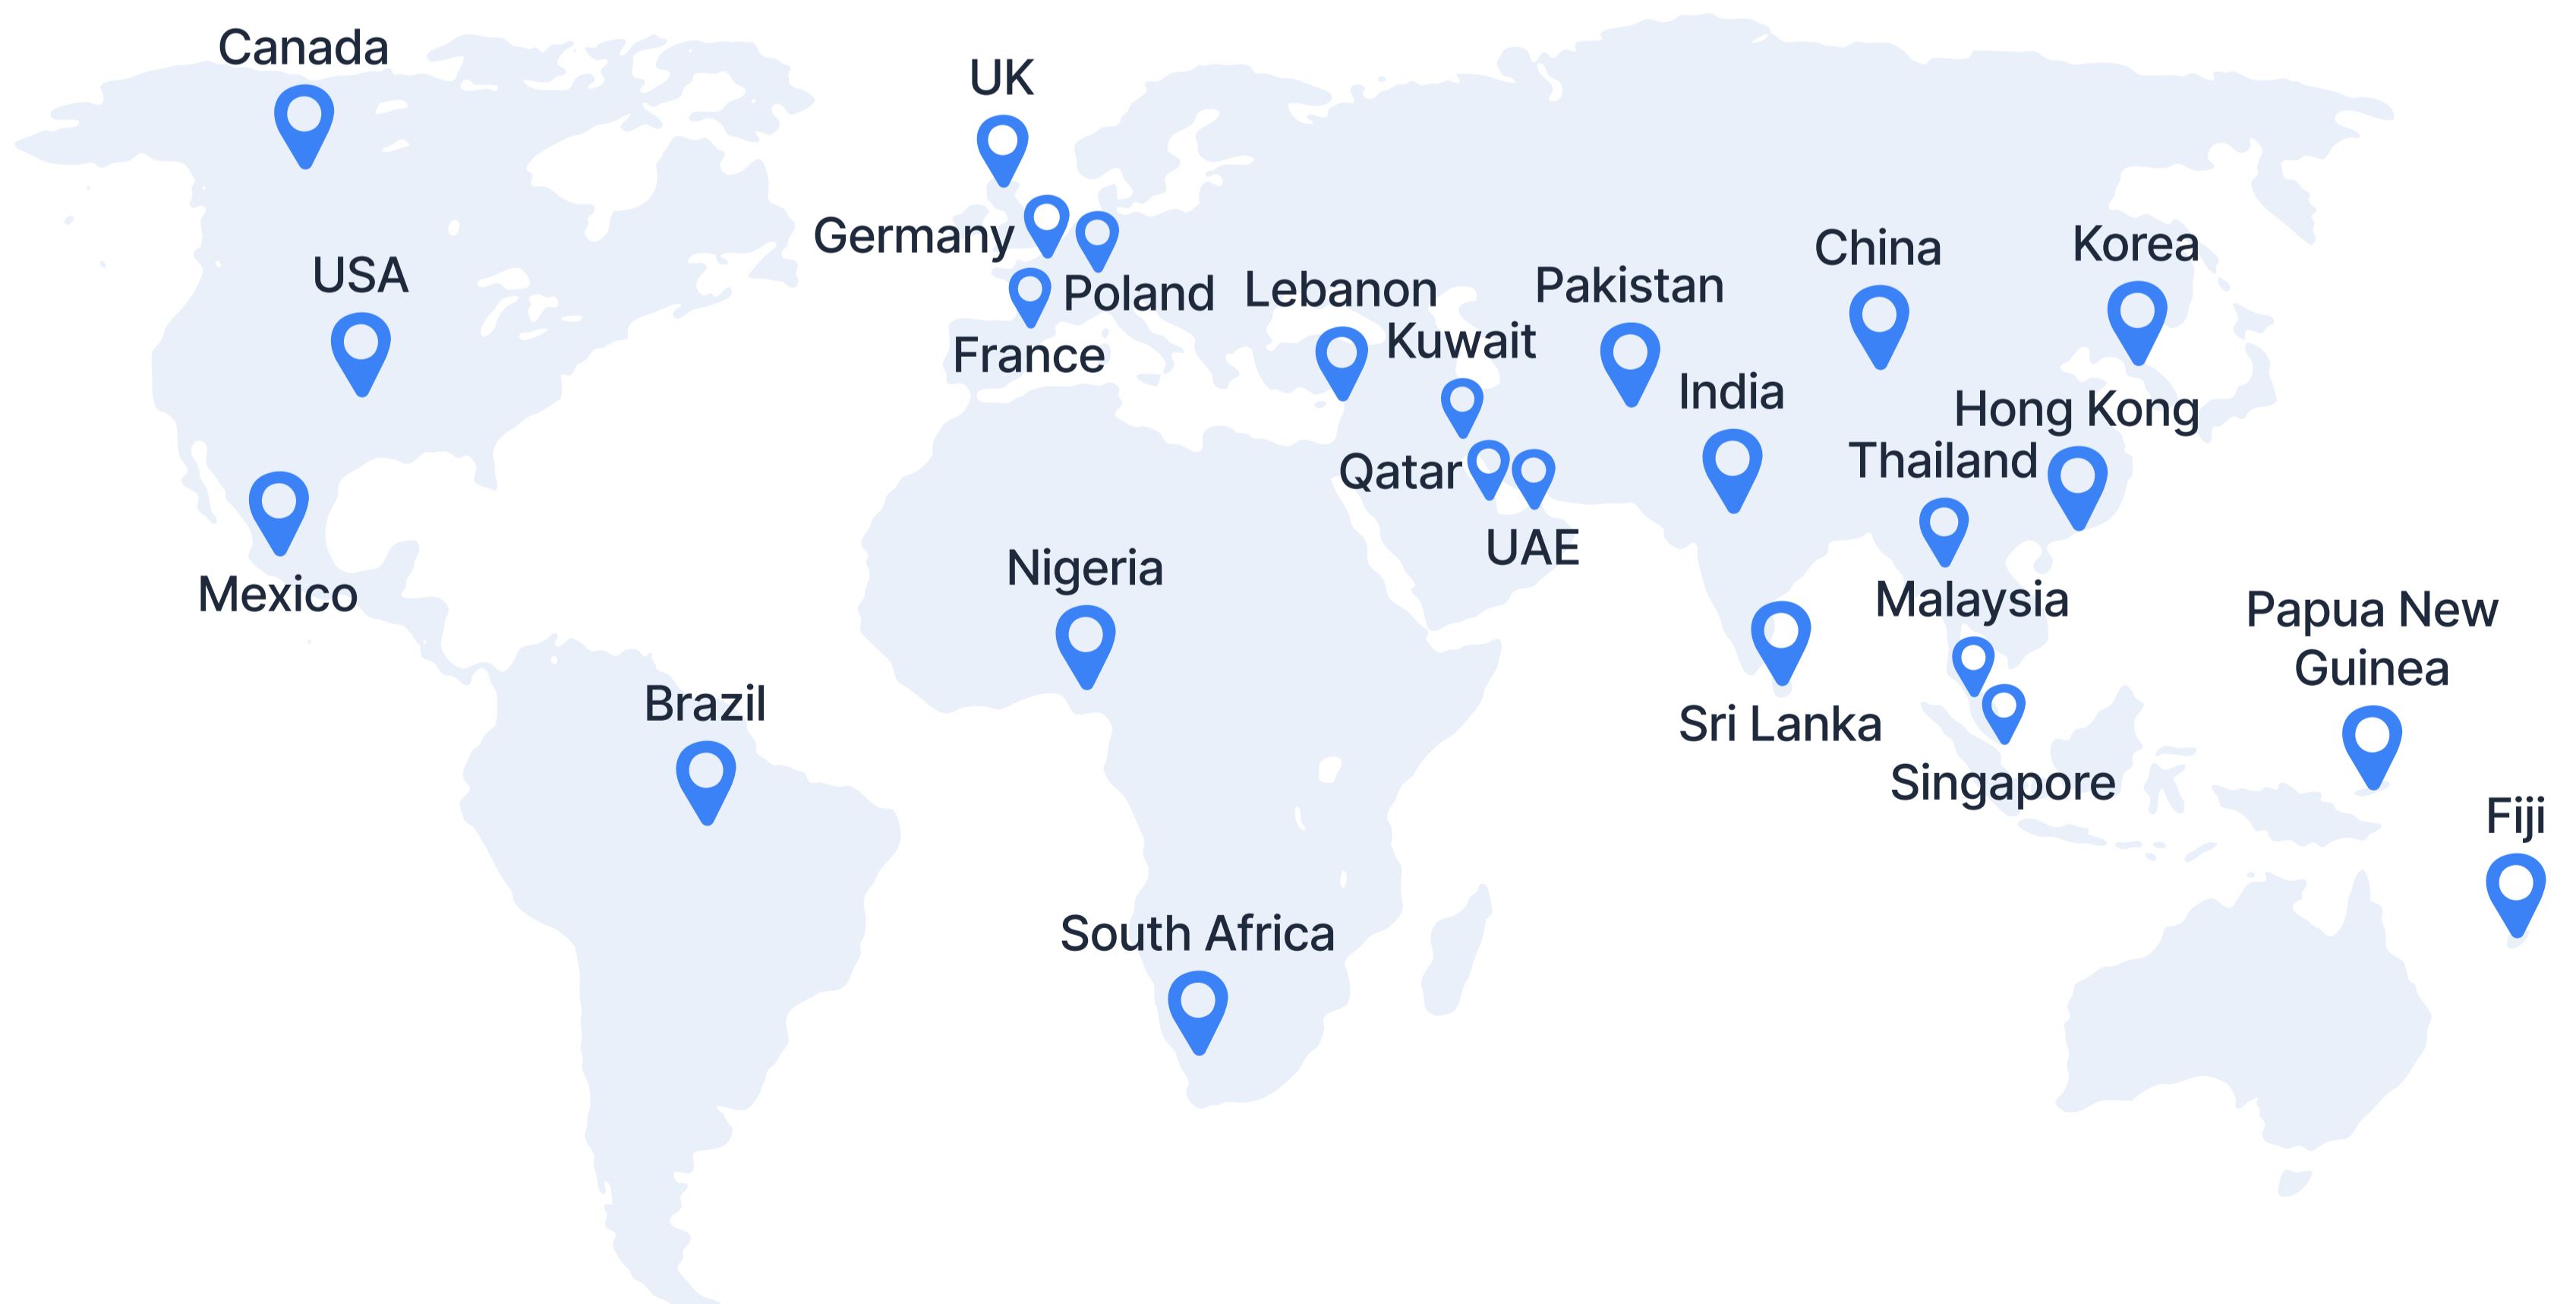 Canada
UK
Germany
USA
Poland
Lebanon
Pakistan
China
Korea
France
Kuwait
India
Hong Kong
Thailand
Qatar
UAE
Mexico
Nigeria
Malaysia
Papua New
Guinea
Brazil
Sri Lanka
Singapore
Fiji
South Africa